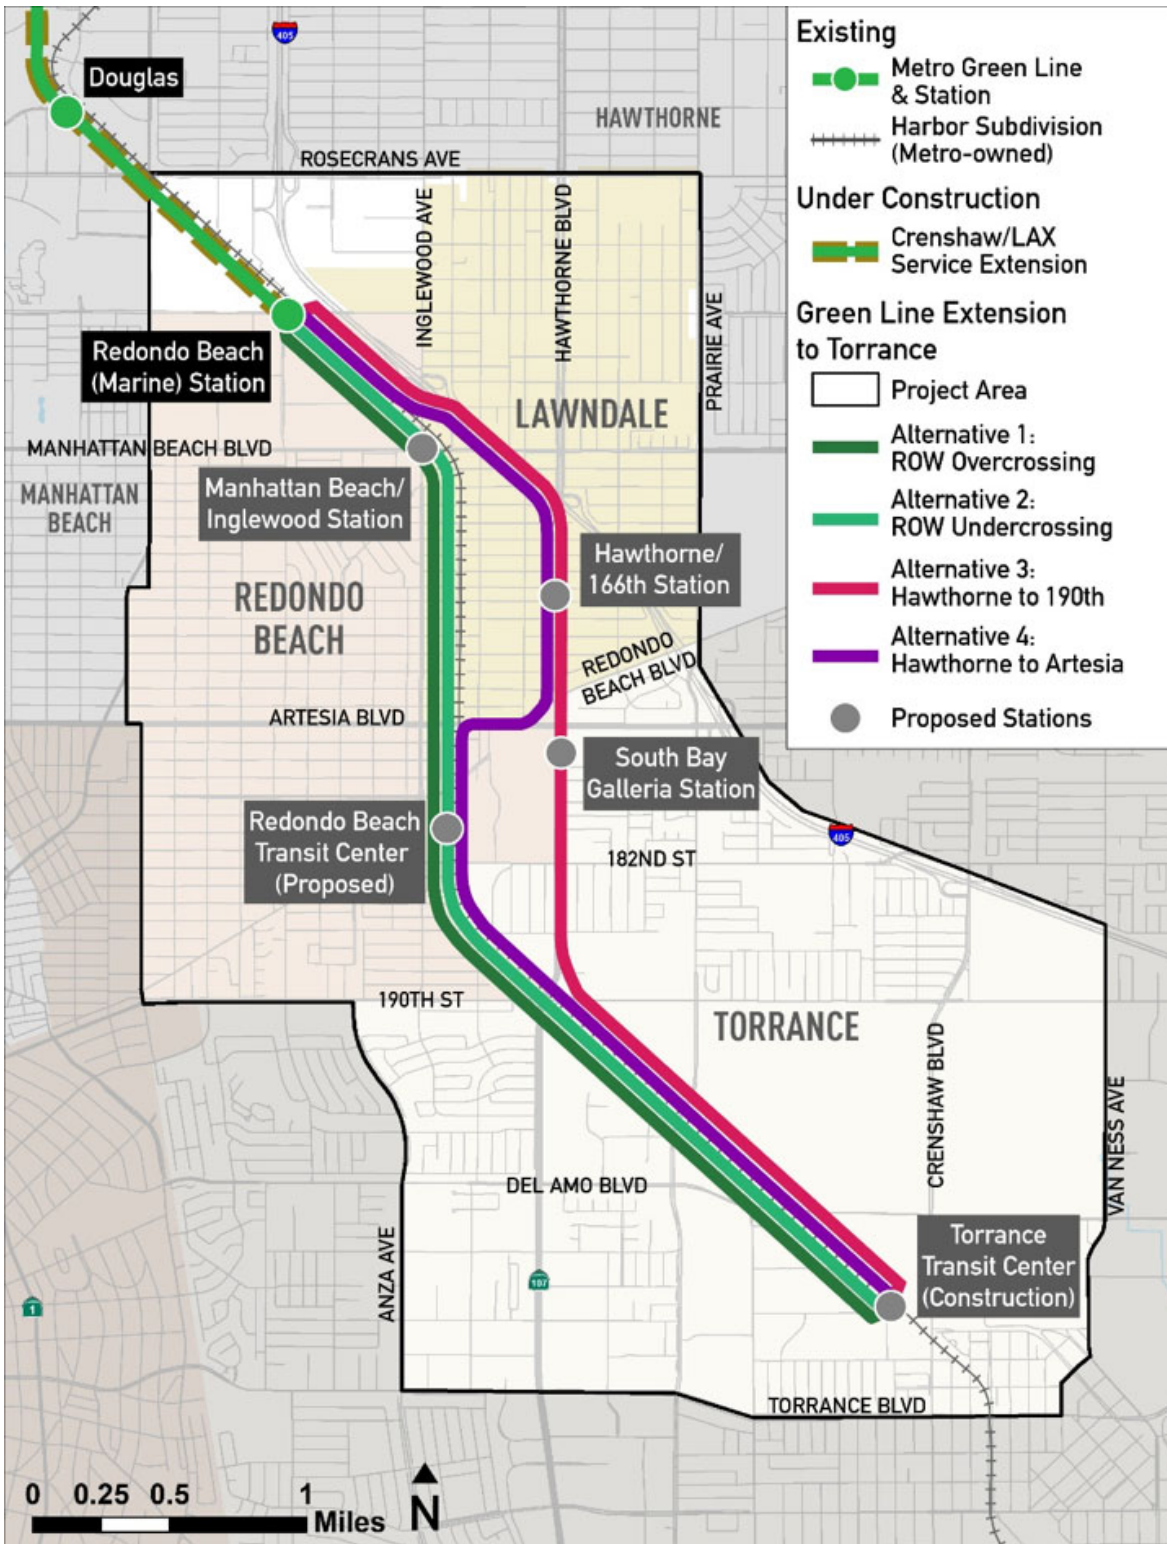 405
Douglas
HAWTHORNE
ROSECRANS AVE
INGLEWOOD AVE
HAWTHORNE BLVD
PRAIRIE AVE
Redondo Beach
(Marine) Station
LAWNDALE
MANHATTAN BEACH BLVD
MANHATTAN
BEACH
Manhattan Beach/
Inglewood Station
Hawthorne/
166th Station
REDONDO
BEACH
REDONDO
BEACH BLVD
ARTESIA BLVD
South Bay
Galleria Station
Redondo Beach
Transit Center
(Proposed)
405
182ND ST
190TH ST
TORRANCE
CRENSHAW BLVD
VAN NESS AVE
DEL AMO BLVD
ANZA AVE
107
1
Torrance
Transit Center
(Construction)
TORRANCE BLVD
0 0.25 0.5 1
Miles
N
Existing
Metro Green Line
& Station
Harbor Subdivision
(Metro-owned)
Under Construction
Crenshaw/LAX
Service Extension
Green Line Extension
to Torrance
Project Area
Alternative 1:
ROW Overcrossing
Alternative 2:
ROW Undercrossing
Alternative 3:
Hawthorne to 190th
Alternative 4:
Hawthorne to Artesia
Proposed Stations